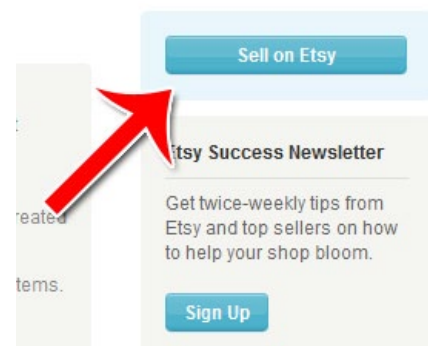 Sell on Etsy
Etsy Success Newsletter
Get twice-weekly tips from
Etsy and top sellers on how
to help your shop bloom.
Sign Up
tems.